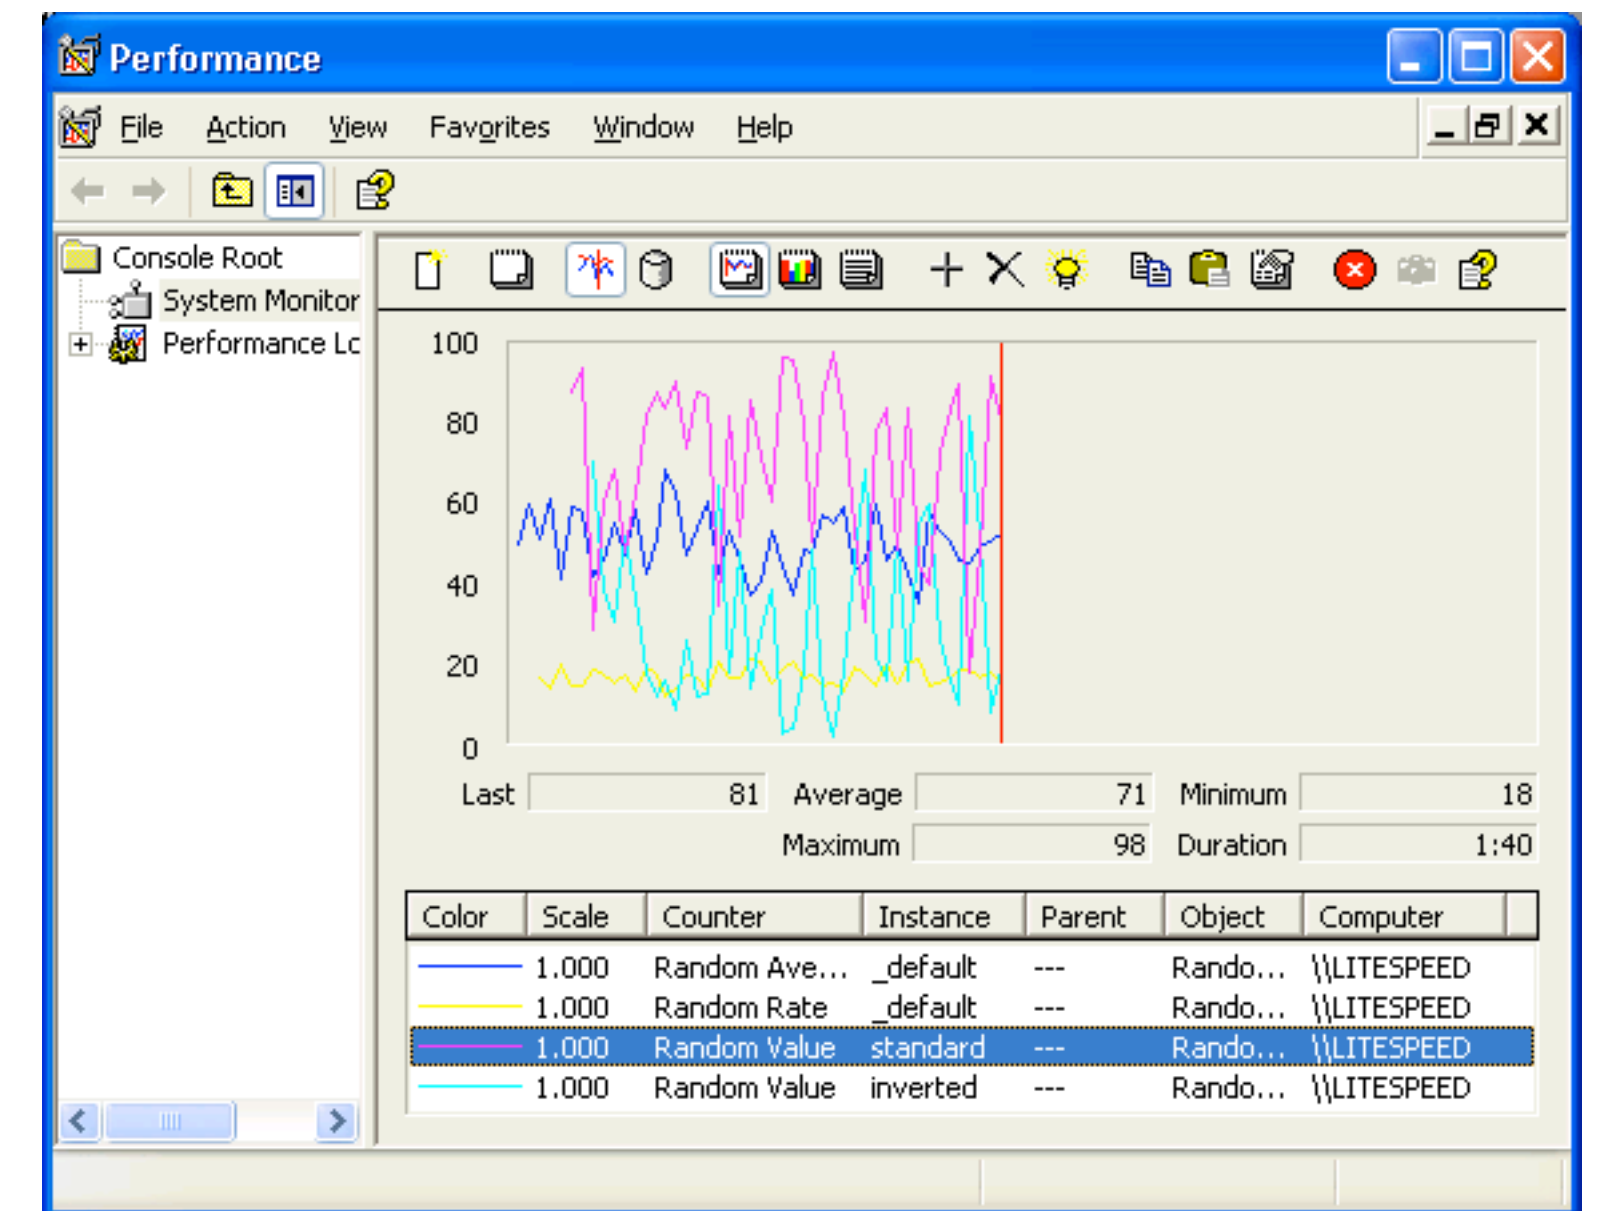 Performance
File Action View Favorites Window Help
Console Root
System Monitor
Performance Lc
100
80
60
40
20
0
Last 81 Average 71 Minimum 18
Maximum 98 Duration 1:40
Color Scale Counter Instance Parent Object Computer
1.000 Random Ave... _default --- Rando... \\LITESPEED
1.000 Random Rate _default --- Rando... \\LITESPEED
1.000 Random Value standard --- Rando... \\LITESPEED
1.000 Random Value inverted --- Rando... \\LITESPEED